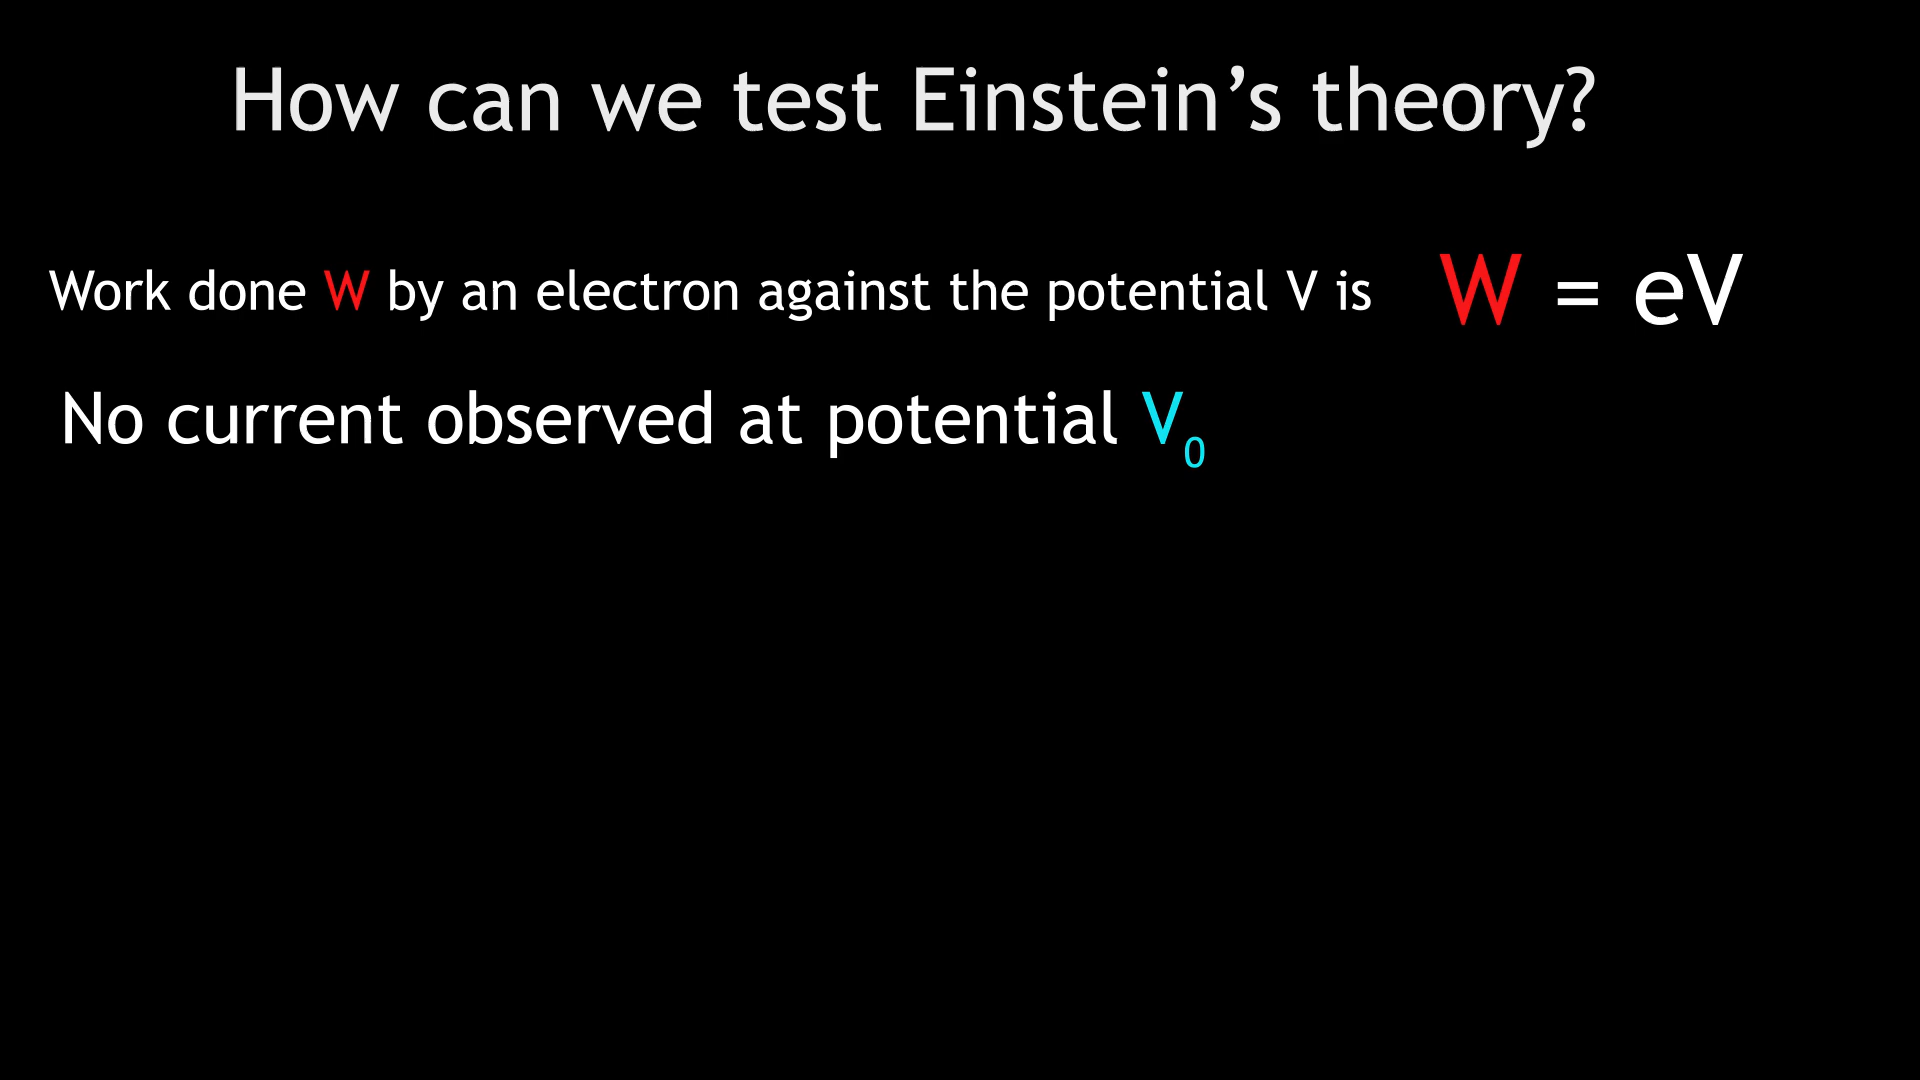 How can we test Einstein’s theory?
Work done W by an electron against the potential V is W = eV
No current observed at potential V₀